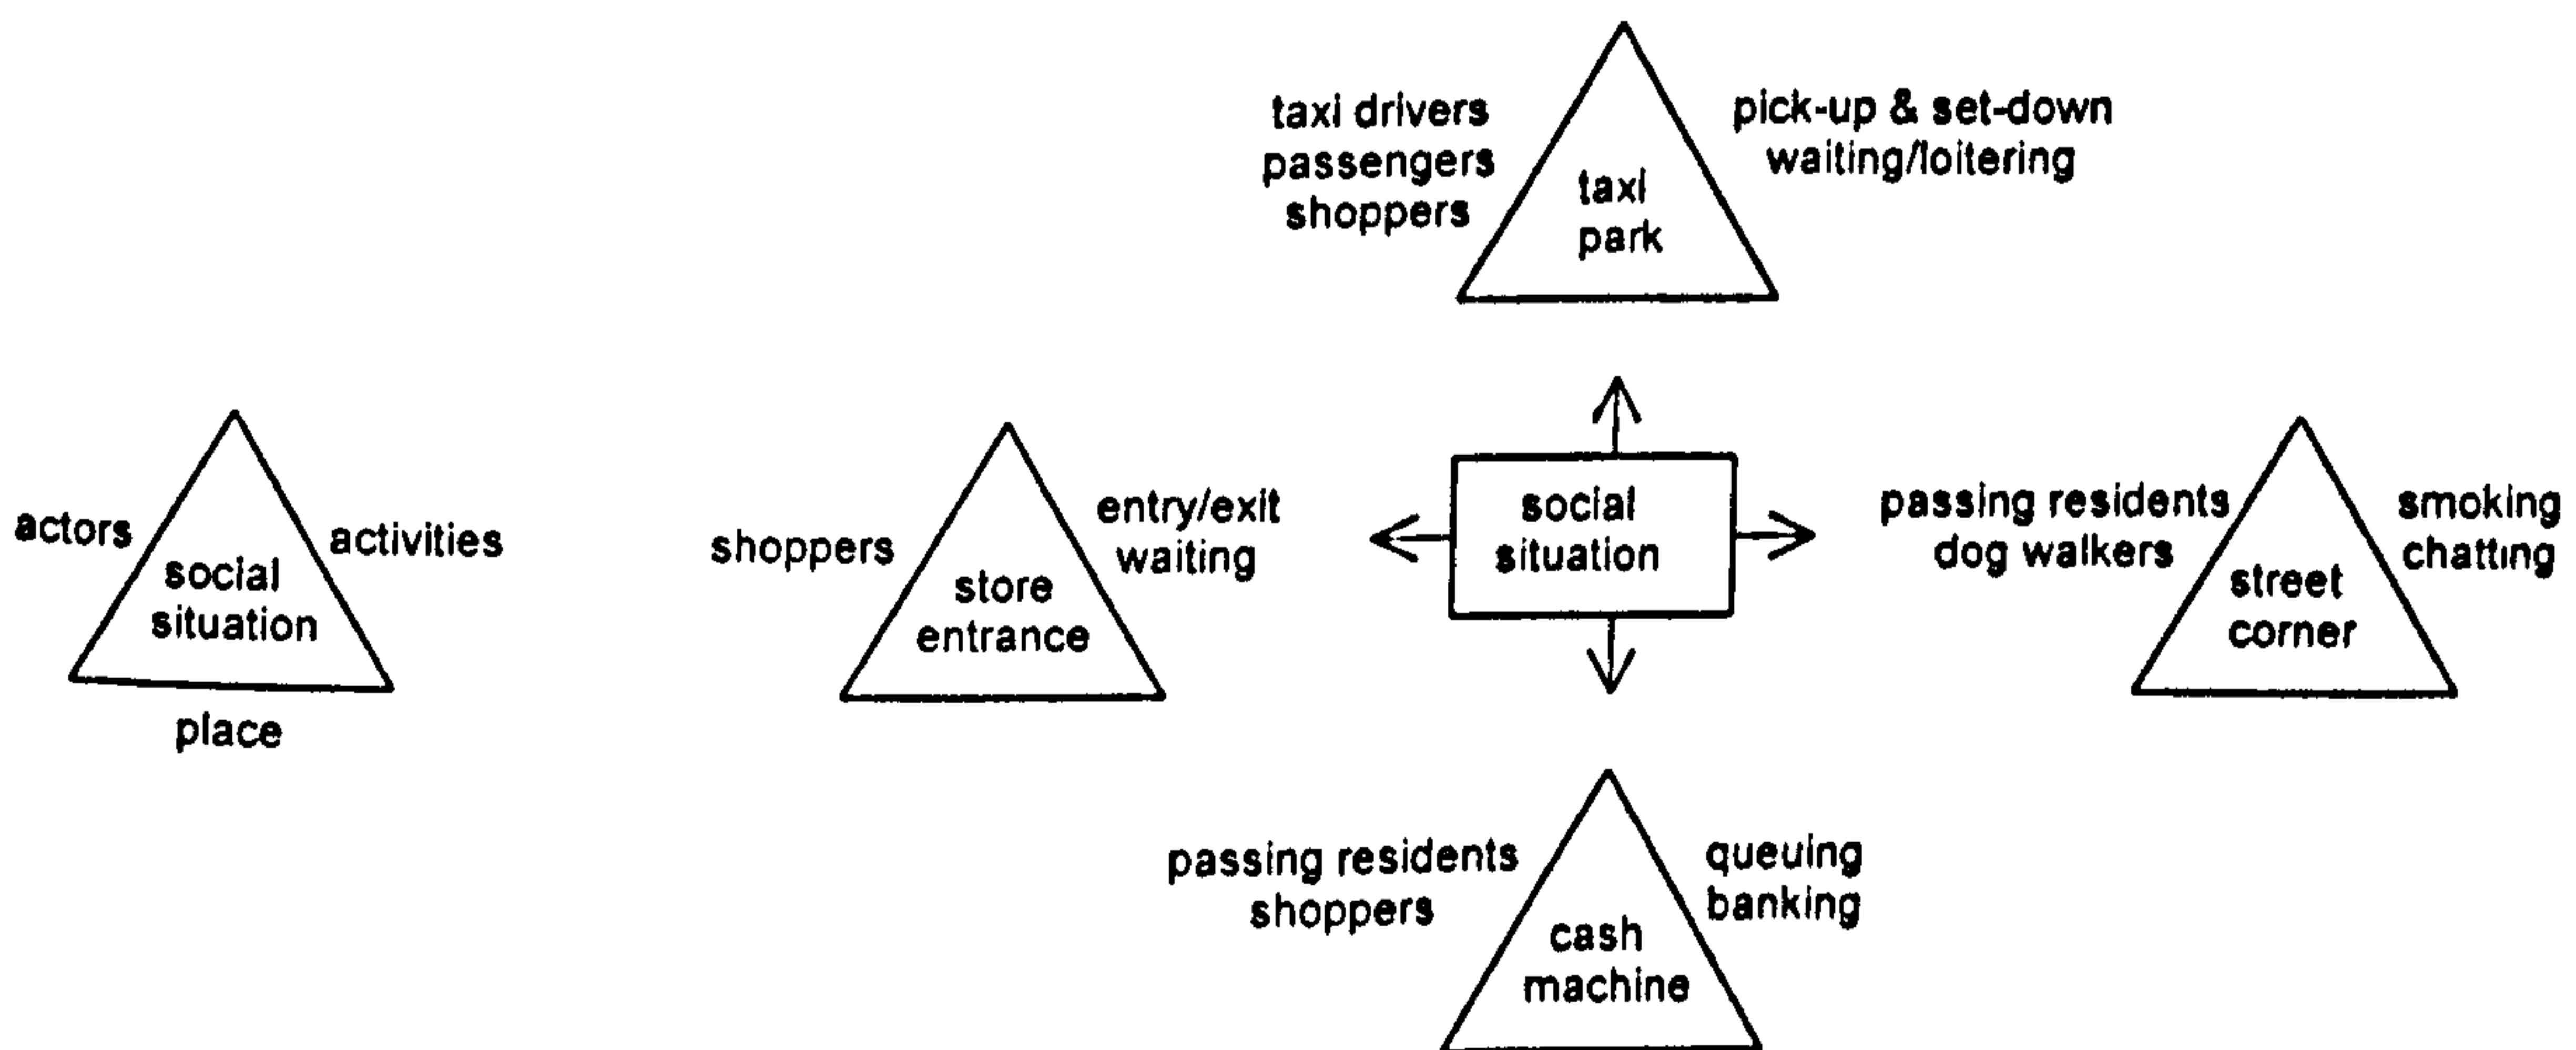 taxi drivers
passengers
shoppers
taxi
park
pick-up & set-down
waiting/loitering
actors
social
situation
activities
place
shoppers
store
entrance
entry/exit
waiting
social
situation
passing residents
dog walkers
street
corner
smoking
chatting
passing residents
shoppers
cash
machine
queuing
banking